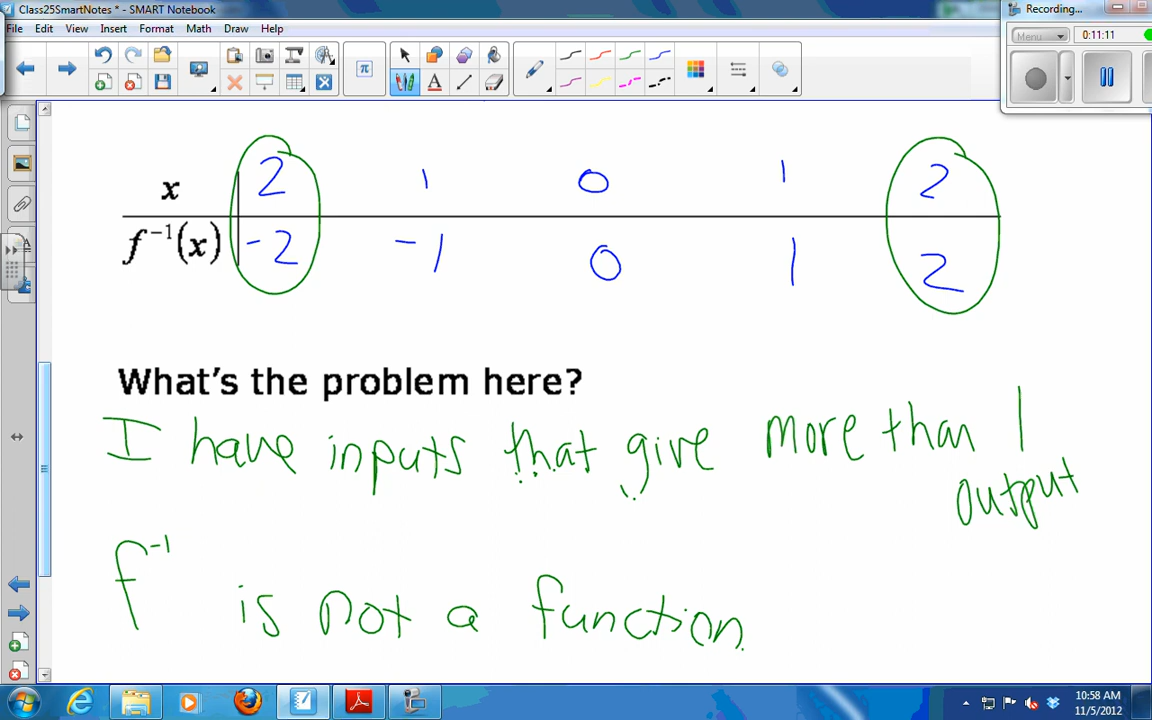 Class25SmartNotes * - SMART Notebook
Recording...
File Edit View Insert Format Math Draw Help
Menu
0:11:11
π
A
x 2 1 0 1 2
f⁻¹(x) -2 -1 0 1 2
What's the problem here?
I have inputs that give more than 1
output
f⁻¹ is not a function.
10:58 AM
11/5/2012